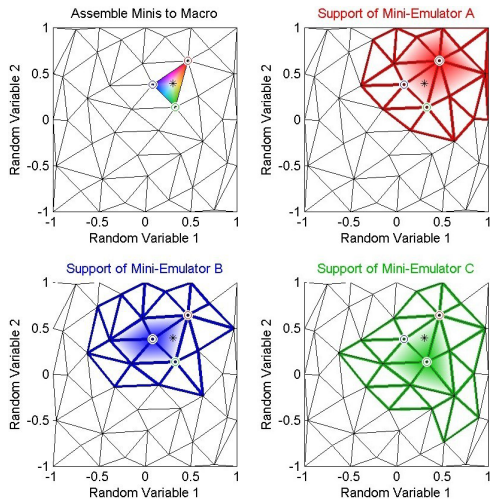 Assemble Minis to Macro
Support of Mini-Emulator A
1
0.5
0
-0.5
-1
-1 -0.5 0 0.5 1
Random Variable 1
Random Variable 2
1
0.5
0
-0.5
-1
-1 -0.5 0 0.5 1
Random Variable 1
Random Variable 2
Support of Mini-Emulator B
Support of Mini-Emulator C
1
0.5
0
-0.5
-1
-1 -0.5 0 0.5 1
Random Variable 1
Random Variable 2
1
0.5
0
-0.5
-1
-1 -0.5 0 0.5 1
Random Variable 1
Random Variable 2